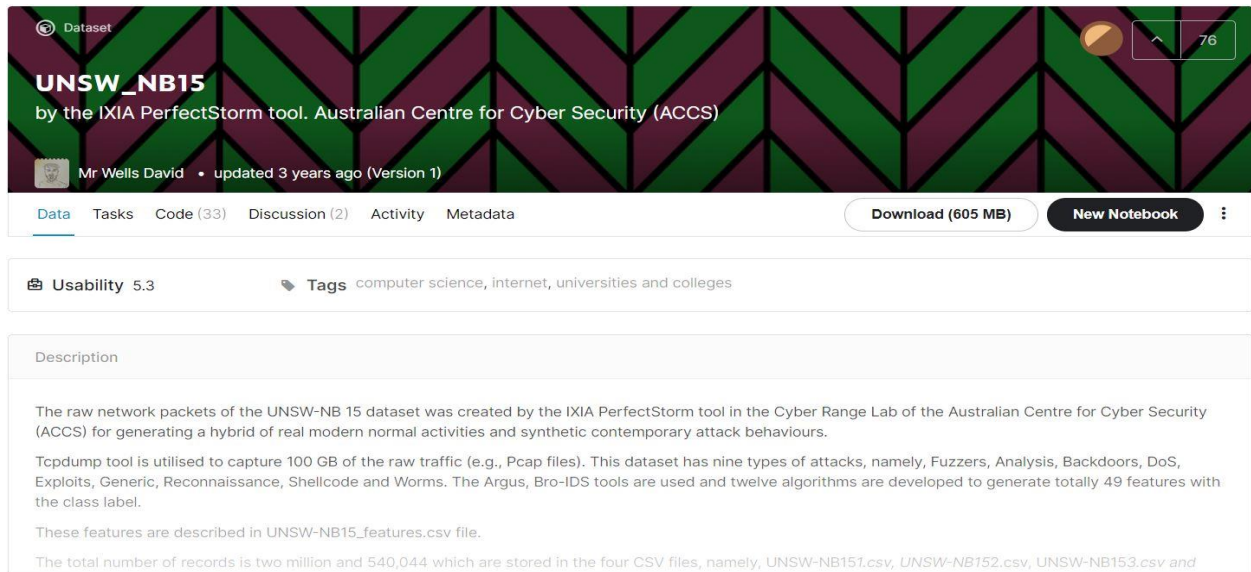 Dataset
76
UNSW_NB15
by the IXIA PerfectStorm tool. Australian Centre for Cyber Security (ACCS)
Mr Wells David • updated 3 years ago (Version 1)
Data Tasks Code (33) Discussion (2) Activity Metadata Download (605 MB) New Notebook
Usability 5.3 Tags computer science, internet, universities and colleges
Description
The raw network packets of the UNSW-NB 15 dataset was created by the IXIA PerfectStorm tool in the Cyber Range Lab of the Australian Centre for Cyber Security
(ACCS) for generating a hybrid of real modern normal activities and synthetic contemporary attack behaviours.
Tcpdump tool is utilised to capture 100 GB of the raw traffic (e.g., Pcap files). This dataset has nine types of attacks, namely, Fuzzers, Analysis, Backdoors, DoS,
Exploits, Generic, Reconnaissance, Shellcode and Worms. The Argus, Bro-IDS tools are used and twelve algorithms are developed to generate totally 49 features with
the class label.
These features are described in UNSW-NB15_features.csv file.
The total number of records is two million and 540,044 which are stored in the four CSV files, namely, UNSW-NB151.csv, UNSW-NB152.csv, UNSW-NB153.csv and